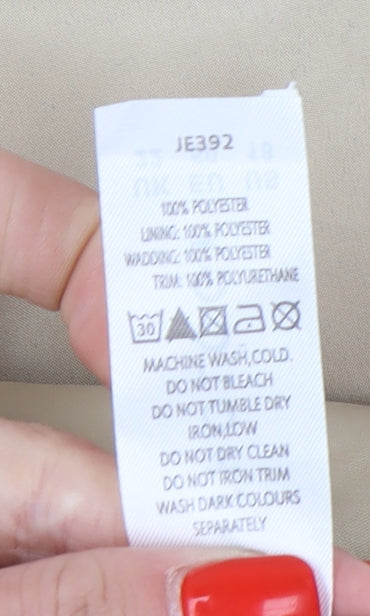 JE392
100% POLYESTER
LINING: 100% POLYESTER
WADDING: 100% POLYESTER
TRIM: 100% POLYURETHANE
30
MACHINE WASH,COLD.
DO NOT BLEACH
DO NOT TUMBLE DRY
IRON,LOW
DO NOT DRY CLEAN
DO NOT IRON TRIM
WASH DARK COLOURS
SEPARATELY